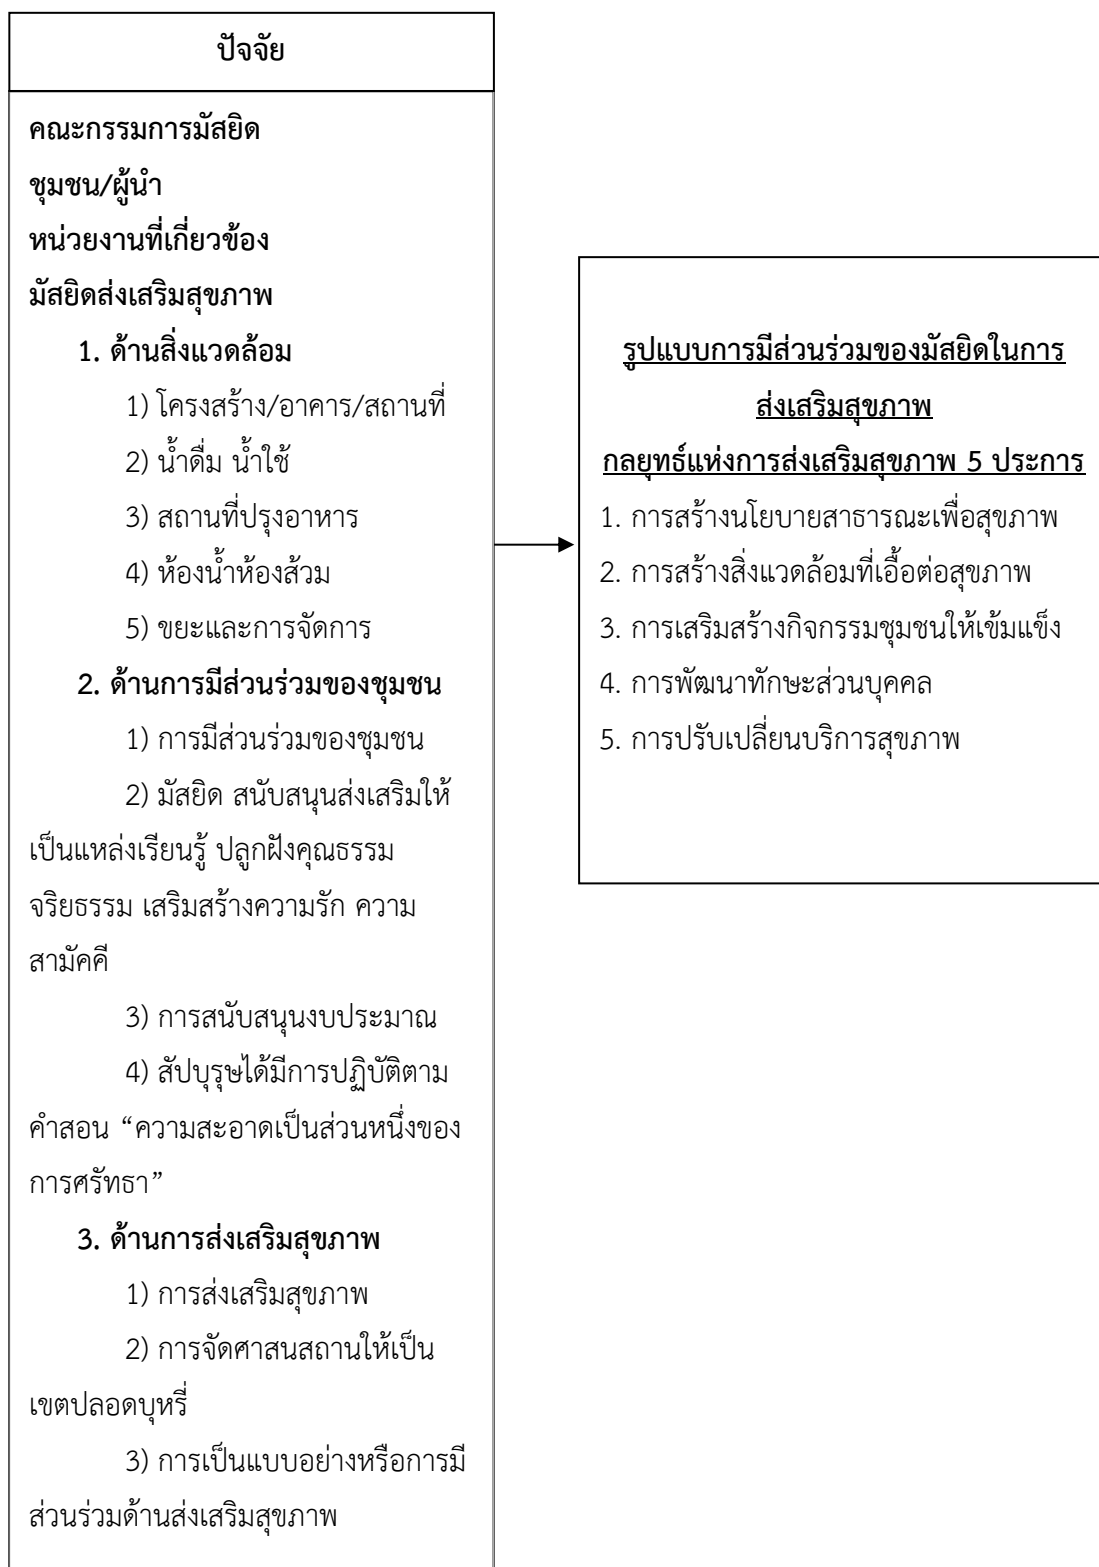 ปัจจัย
คณะกรรมการมัสยิด
ชุมชน/ผู้นำ
หน่วยงานที่เกี่ยวข้อง
มัสยิดส่งเสริมสุขภาพ
1. ด้านสิ่งแวดล้อม
1) โครงสร้าง/อาคาร/สถานที่
2) น้ำดื่ม น้ำใช้
3) สถานที่ปรุงอาหาร
4) ห้องน้ำห้องส้วม
5) ขยะและการจัดการ
2. ด้านการมีส่วนร่วมของชุมชน
1) การมีส่วนร่วมของชุมชน
2) มัสยิด สนับสนุนส่งเสริมให้
เป็นแหล่งเรียนรู้ ปลูกฝังคุณธรรม
จริยธรรม เสริมสร้างความรัก ความ
สามัคคี
3) การสนับสนุนงบประมาณ
4) สัปบุรุษได้มีการปฏิบัติตาม
คำสอน “ความสะอาดเป็นส่วนหนึ่งของ
การศรัทธา”
3. ด้านการส่งเสริมสุขภาพ
1) การส่งเสริมสุขภาพ
2) การจัดศาสนสถานให้เป็น
เขตปลอดบุหรี่
3) การเป็นแบบอย่างหรือการมี
ส่วนร่วมด้านส่งเสริมสุขภาพ
รูปแบบการมีส่วนร่วมของมัสยิดในการ
ส่งเสริมสุขภาพ
กลยุทธ์แห่งการส่งเสริมสุขภาพ 5 ประการ
1. การสร้างนโยบายสาธารณะเพื่อสุขภาพ
2. การสร้างสิ่งแวดล้อมที่เอื้อต่อสุขภาพ
3. การเสริมสร้างกิจกรรมชุมชนให้เข้มแข็ง
4. การพัฒนาทักษะส่วนบุคคล
5. การปรับเปลี่ยนบริการสุขภาพ